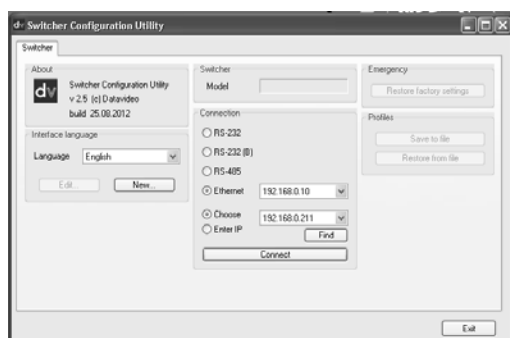 dv Switcher Configuration Utility
Switcher
About
dv
Switcher Configuration Utility
v 2.5 (c) Datavideo
build 25.08.2012
Interface language
Language English
Edit... New...
Switcher
Model
Connection
RS-232
RS-232 (B)
RS-485
Ethernet 192.168.0.10
Choose 192.168.0.211
Enter IP
Find
Connect
Emergency
Restore factory settings
Profiles
Save to file
Restore from file
Exit